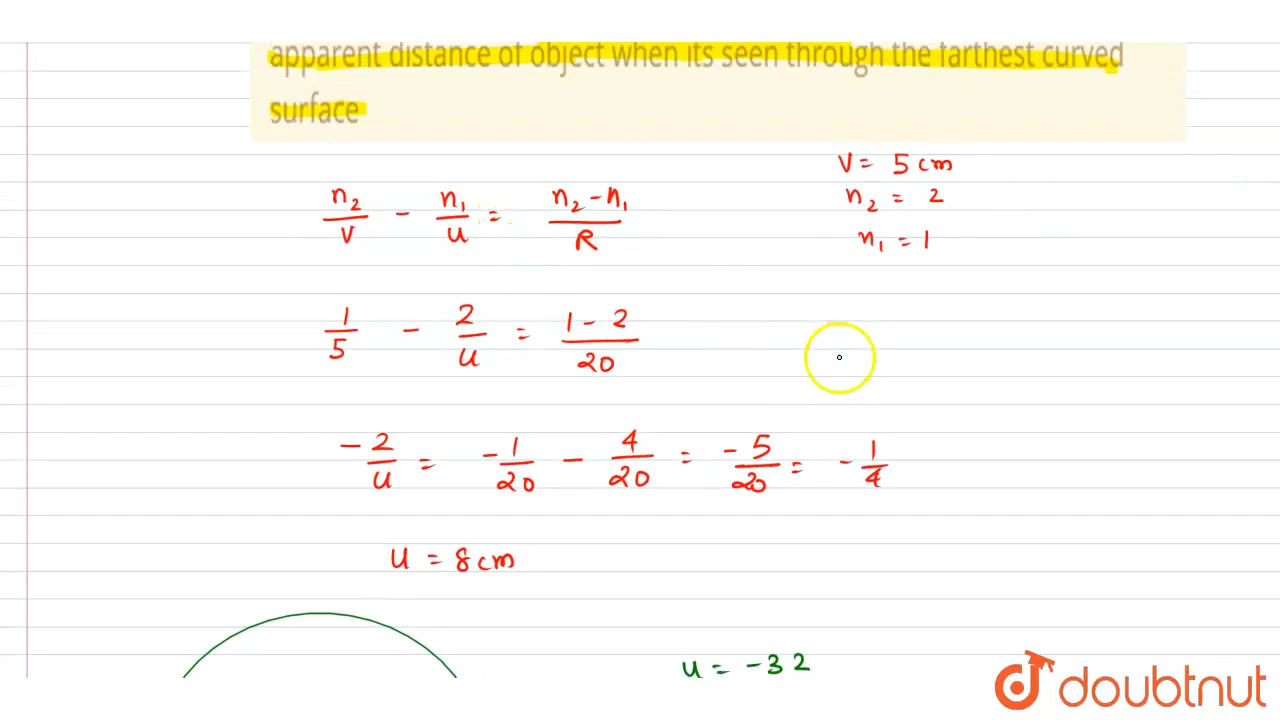 apparent distance of object when its seen through the farthest curved
surface
V = 5 cm
n₂ = 2
n₁ = 1
n₂/V - n₁/u = (n₂ - n₁)/R
1/5 - 2/u = (1 - 2)/20
-2/u = -1/20 - 4/20 = -5/20 = -1/4
u = 8 cm
u = -32
doubtnut